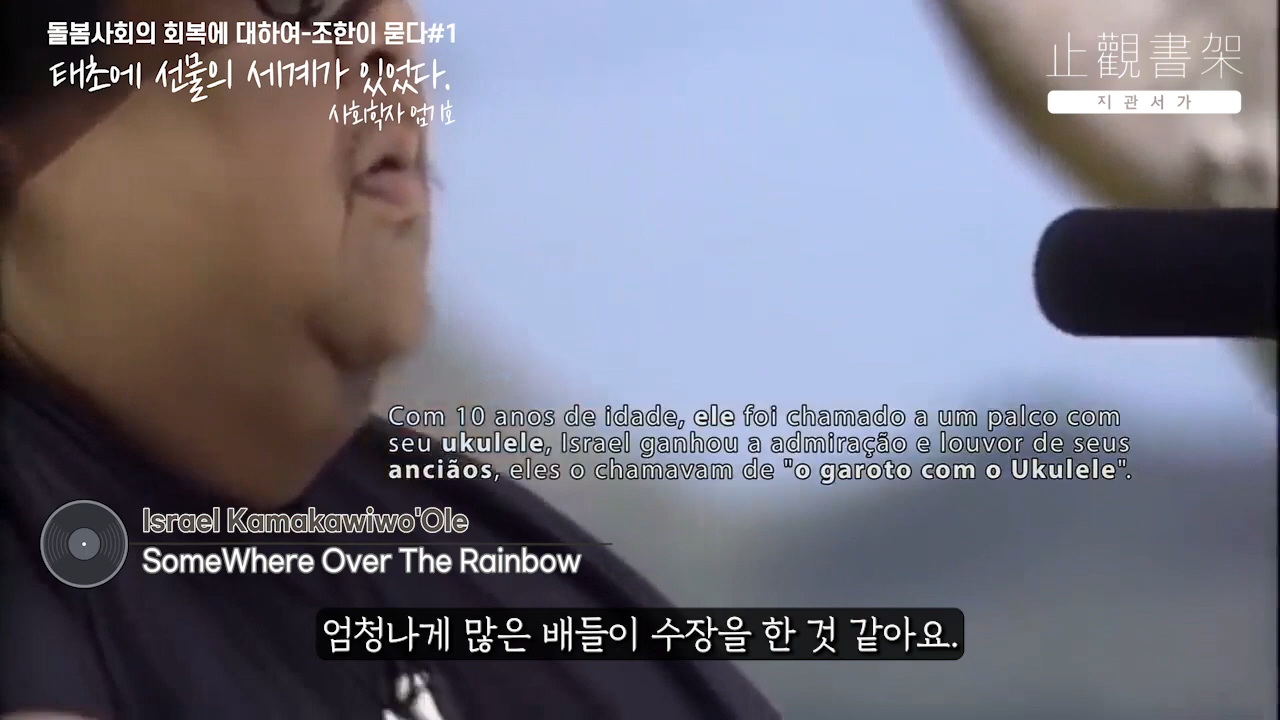 돌봄사회의 회복에 대하여-조한이 묻다#1
태초에 선물의 세계가 있었다.
사회학자 엄기호
止觀書架
지관서가
Com 10 anos de idade, ele foi chamado a um palco com
seu ukulele, Israel ganhou a admiração e louvor de seus
anciãos, eles o chamavam de "o garoto com o Ukulele".
Israel Kamakawiwo'Ole
SomeWhere Over The Rainbow
엄청나게 많은 배들이 수장을 한 것 같아요.